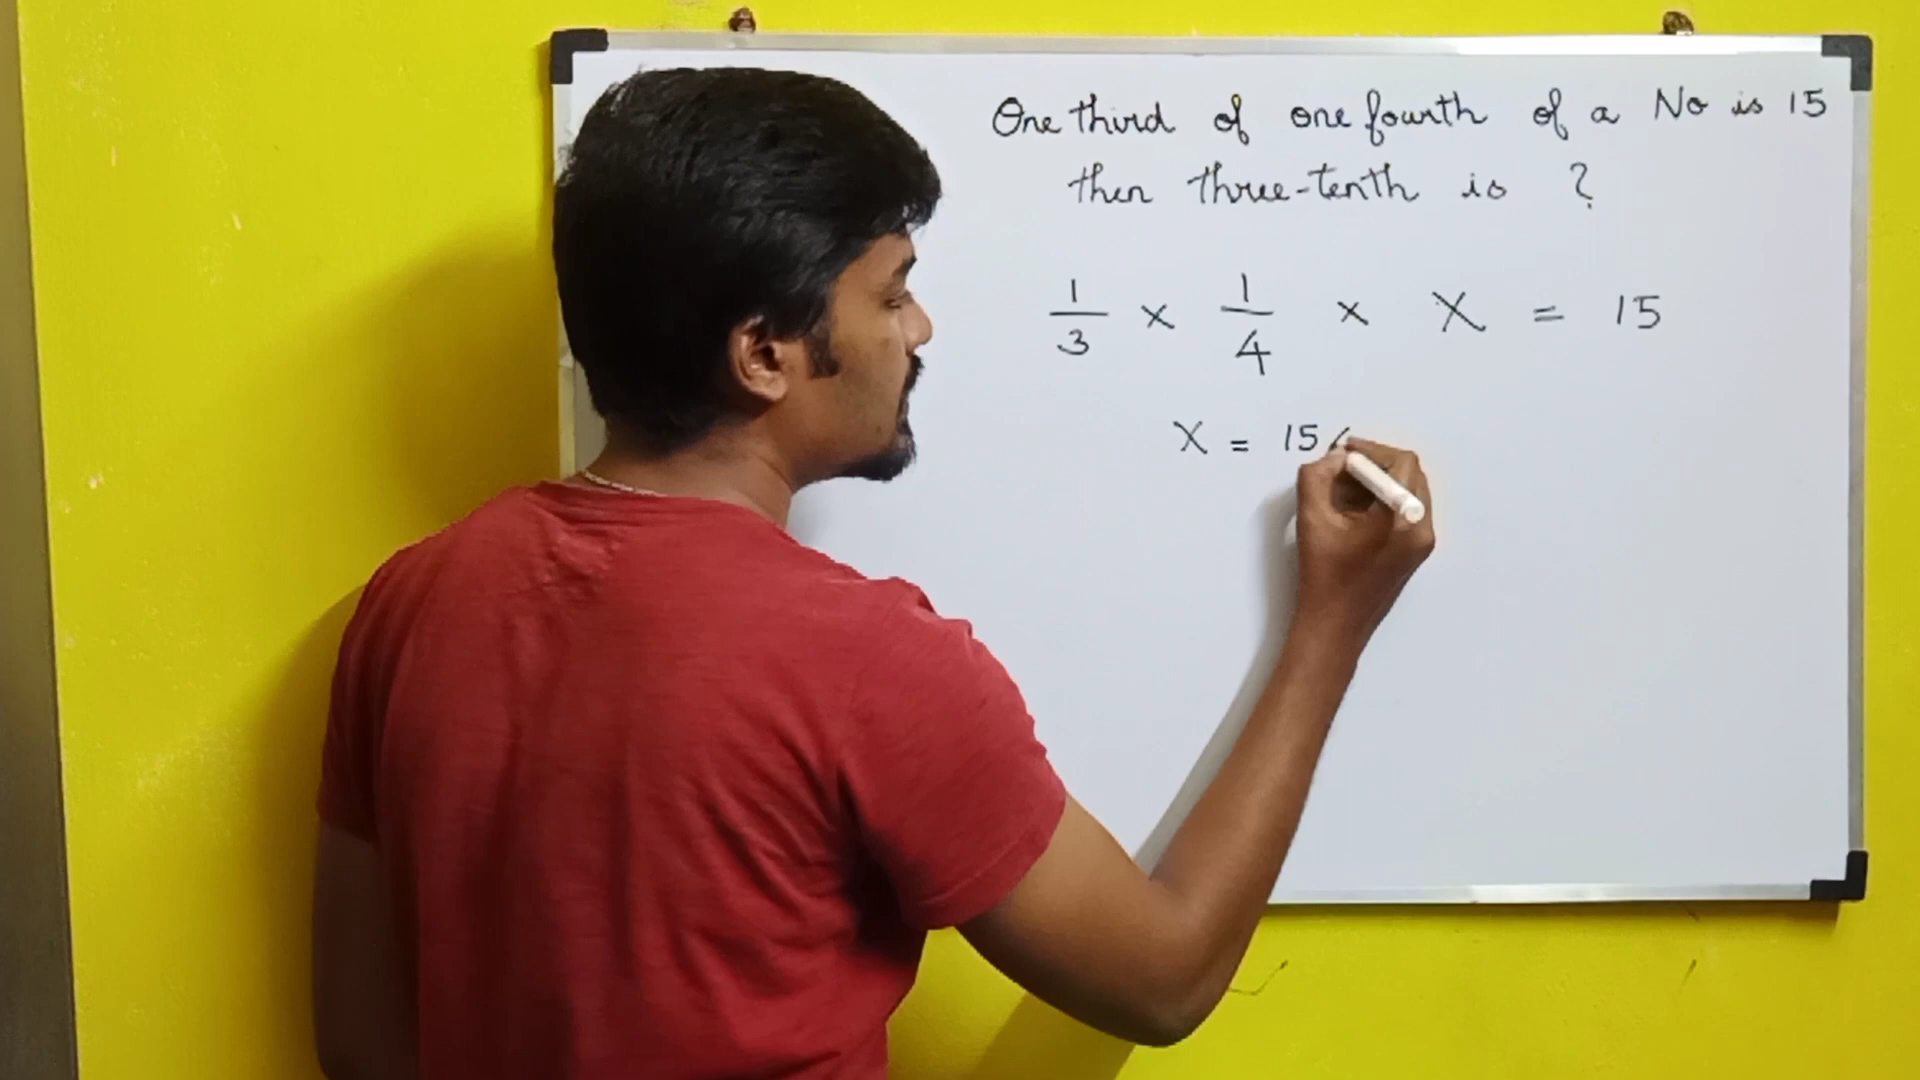 One third of one fourth of a No is 15
then three-tenth is ?
1/3 x 1/4 x X = 15
X = 15